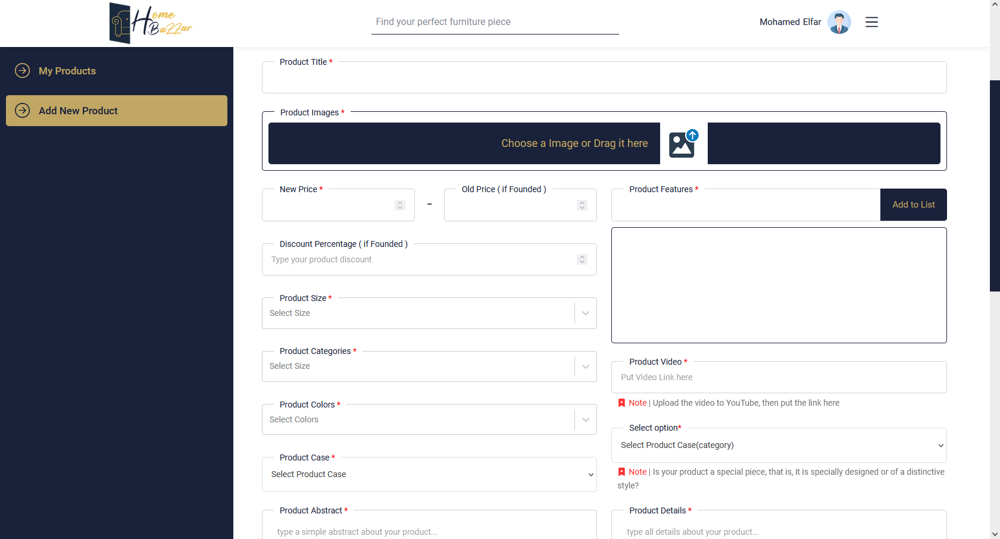 Home
BaZZar
Find your perfect furniture piece
Mohamed Elfar
My Products
Add New Product
Product Title *
Product Images *
Choose a Image or Drag it here
New Price *
-
Old Price ( if Founded )
Product Features *
Add to List
Discount Percentage ( if Founded )
Type your product discount
Product Size *
Select Size
Product Categories *
Select Size
Product Video *
Put Video Link here
Note | Upload the video to YouTube, then put the link here
Product Colors *
Select Colors
Select option*
Select Product Case(category)
Note | Is your product a special piece, that is, it is specially designed or of a distinctive
style?
Product Case *
Select Product Case
Product Abstract *
type a simple abstract about your product...
Product Details *
type all details about your product...